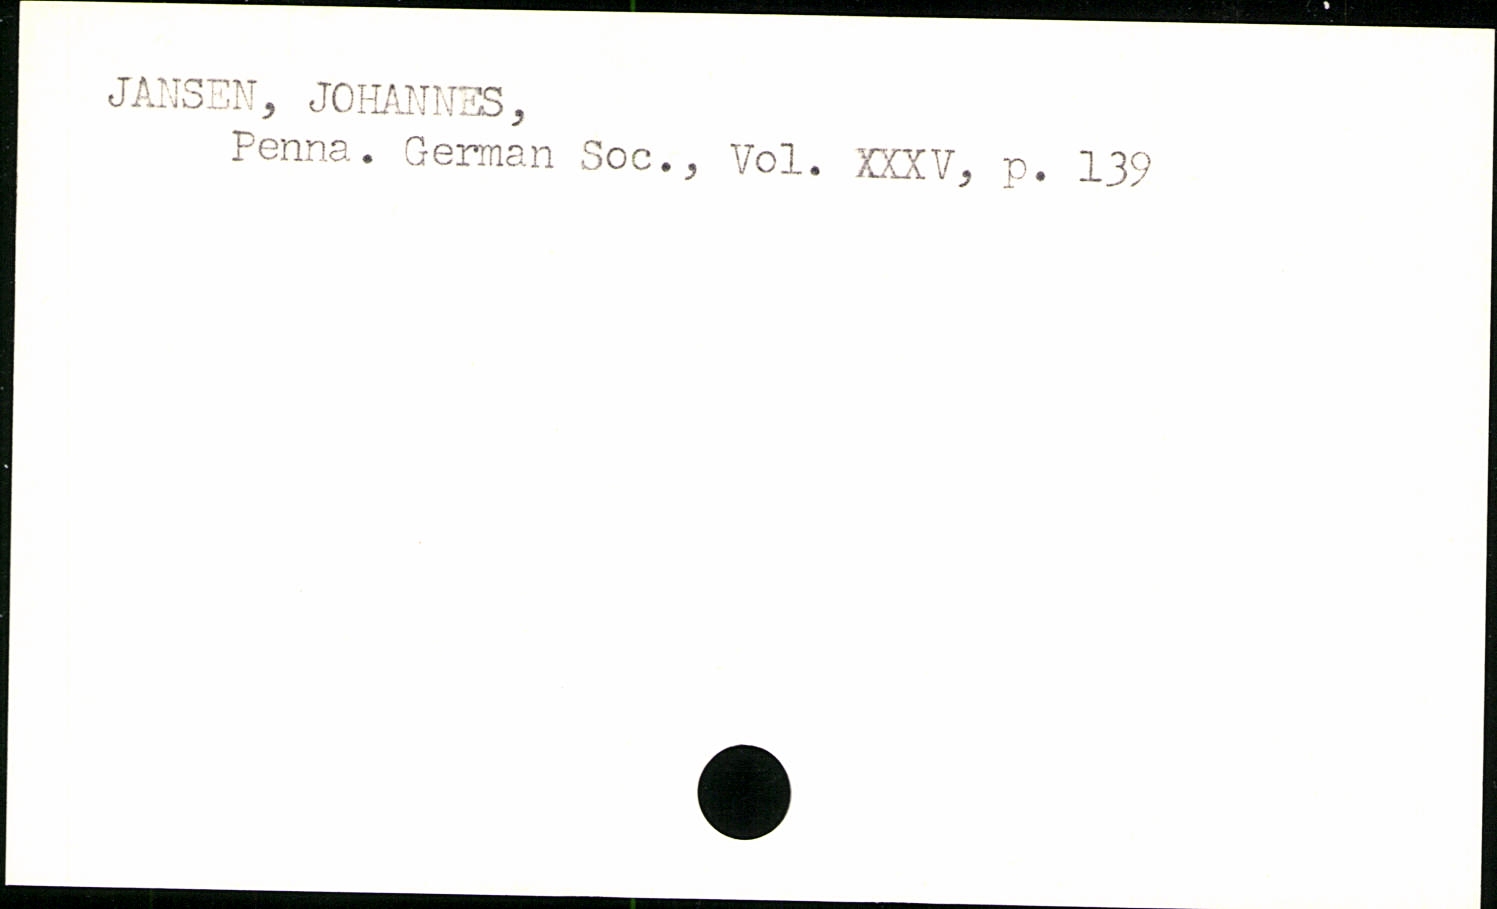 JANSEN, JOHANNES,
Penna. German Soc., Vol. XXXV, p. 139